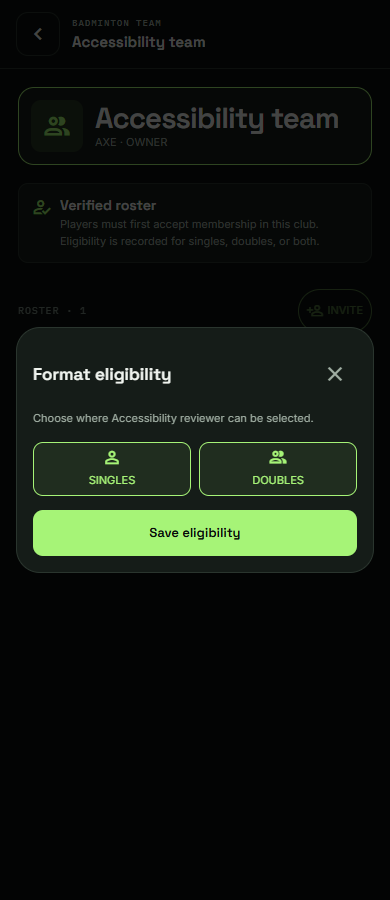 BADMINTON TEAM
Accessibility team
Accessibility team
AXE · OWNER
Verified roster
Players must first accept membership in this club.
Eligibility is recorded for singles, doubles, or both.
ROSTER · 1
INVITE
Format eligibility
Choose where Accessibility reviewer can be selected.
SINGLES
DOUBLES
Save eligibility